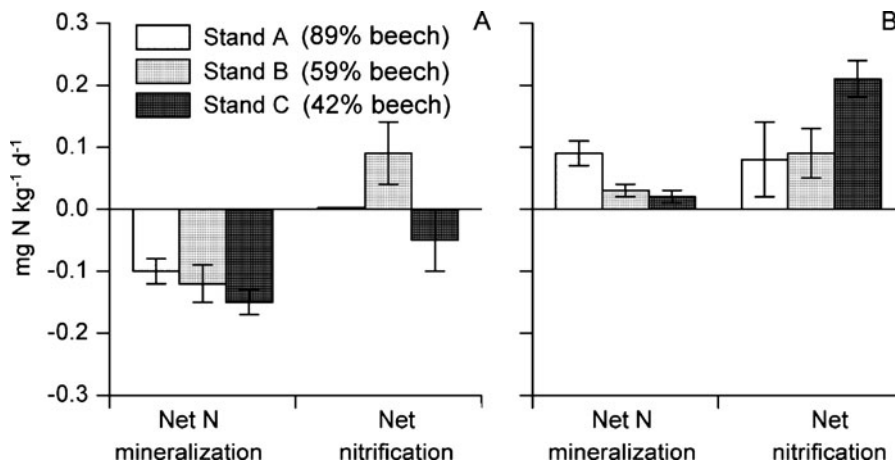 0.3
0.2
0.1
0.0
-0.1
-0.2
-0.3
mg N kg⁻¹ d⁻¹
A
Stand A (89% beech)
Stand B (59% beech)
Stand C (42% beech)
B
Net N
mineralization
Net
nitrification
Net N
mineralization
Net
nitrification